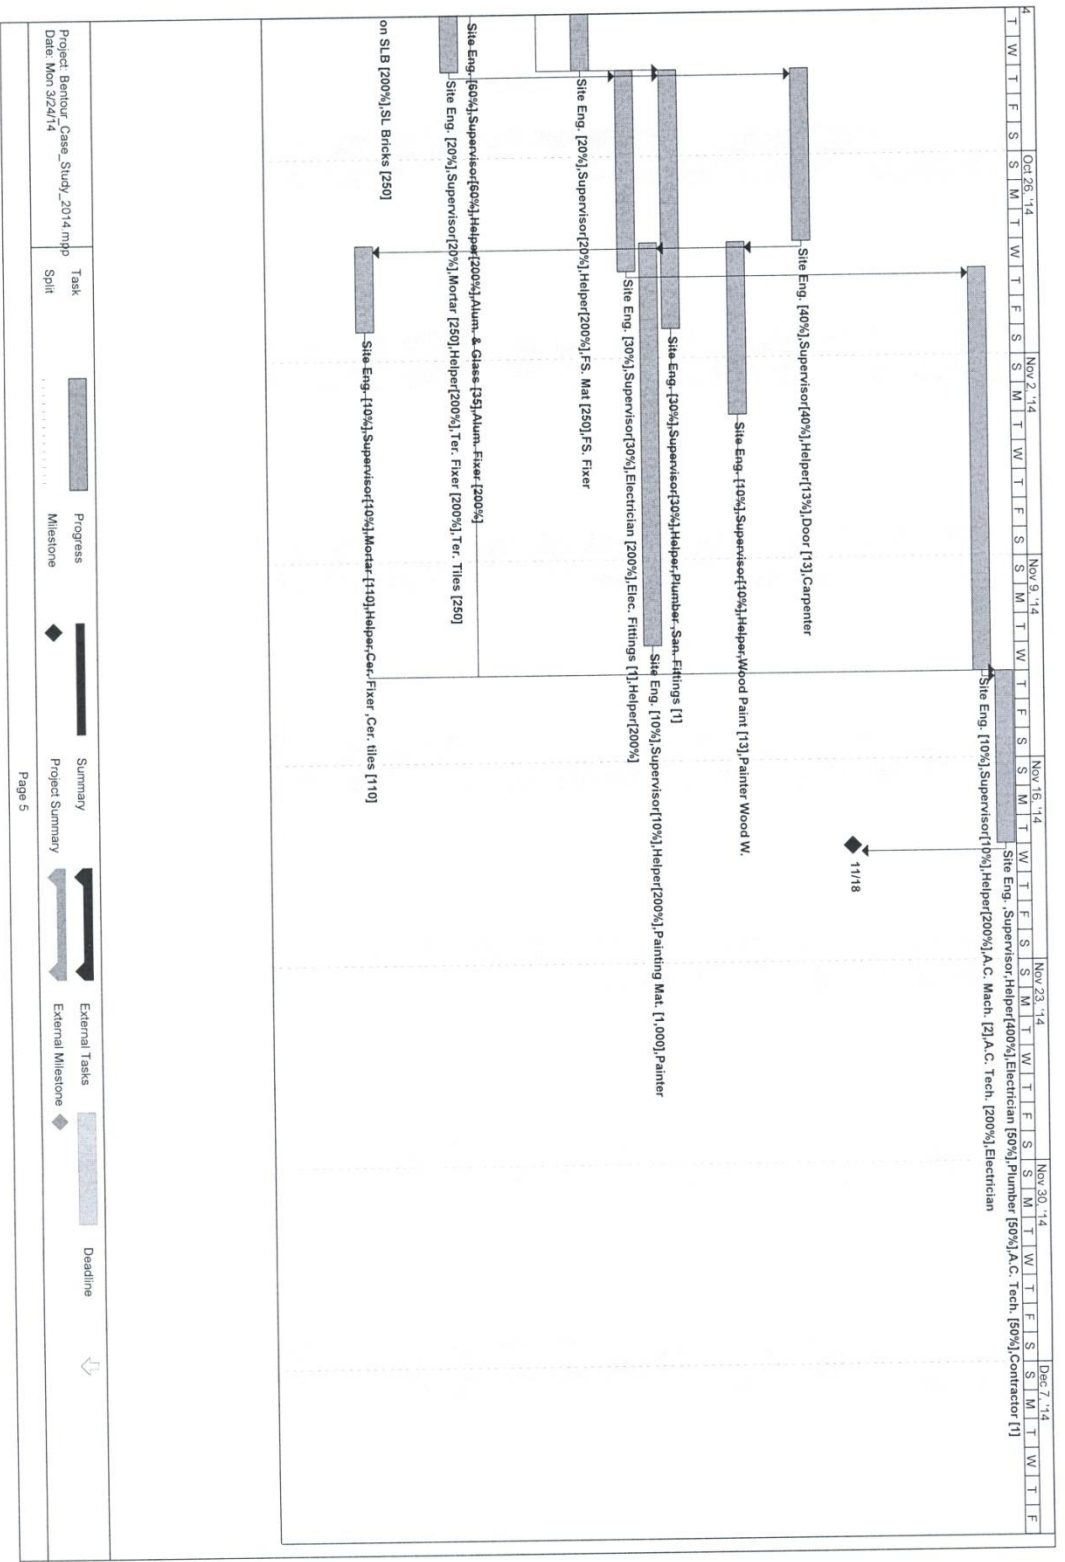 4
Oct 26, '14
Nov 2, '14
Nov 9, '14
Nov 16, '14
Nov 23, '14
Nov 30, '14
Dec 7, '14
T W T F S S M T W T F S S M T W T F S S M T W T F S S M T W T F S S M T W T F S S M T W T F S S M T W T F S S M T W T F
Site Eng. ,Supervisor,Helper[400%],Electrician [50%],Plumber [50%],A.C. Tech. [50%],Contractor [1]
Site Eng. [10%],Supervisor[10%],Helper[200%],A.C. Mach. [2],A.C. Tech. [200%],Electrician
11/18
Site Eng. [40%],Supervisor[40%],Helper[13%],Door [13],Carpenter
Site Eng. [10%],Supervisor[10%],Helper,Wood Paint [13],Painter Wood W.
Site Eng. [30%],Supervisor[30%],Helper,Plumber ,San. Fittings [1]
Site Eng. [10%],Supervisor[10%],Helper[200%],Painting Mat. [1,000],Painter
Site Eng. [30%],Supervisor[30%],Electrician [200%],Elec. Fittings [1],Helper[200%]
Site Eng. [20%],Supervisor[20%],Helper[200%],FS. Mat [250],FS. Fixer
Site Eng. [60%],Supervisor[60%],Helper[200%],Alum. & Glass [35],Alum. Fixer [200%]
Site Eng. [20%],Supervisor[20%],Mortar [250],Helper[200%],Ter. Fixer [200%],Ter. Tiles [250]
on SLB [200%],SL Bricks [250]
Site Eng. [10%],Supervisor[10%],Mortar [110],Helper,Cer. Fixer ,Cer. tiles [110]
Project: Bentour_Case_Study_2014.mpp
Date: Mon 3/24/14
Task
Split
Progress
Milestone
Summary
Project Summary
External Tasks
External Milestone
Deadline
Page 5